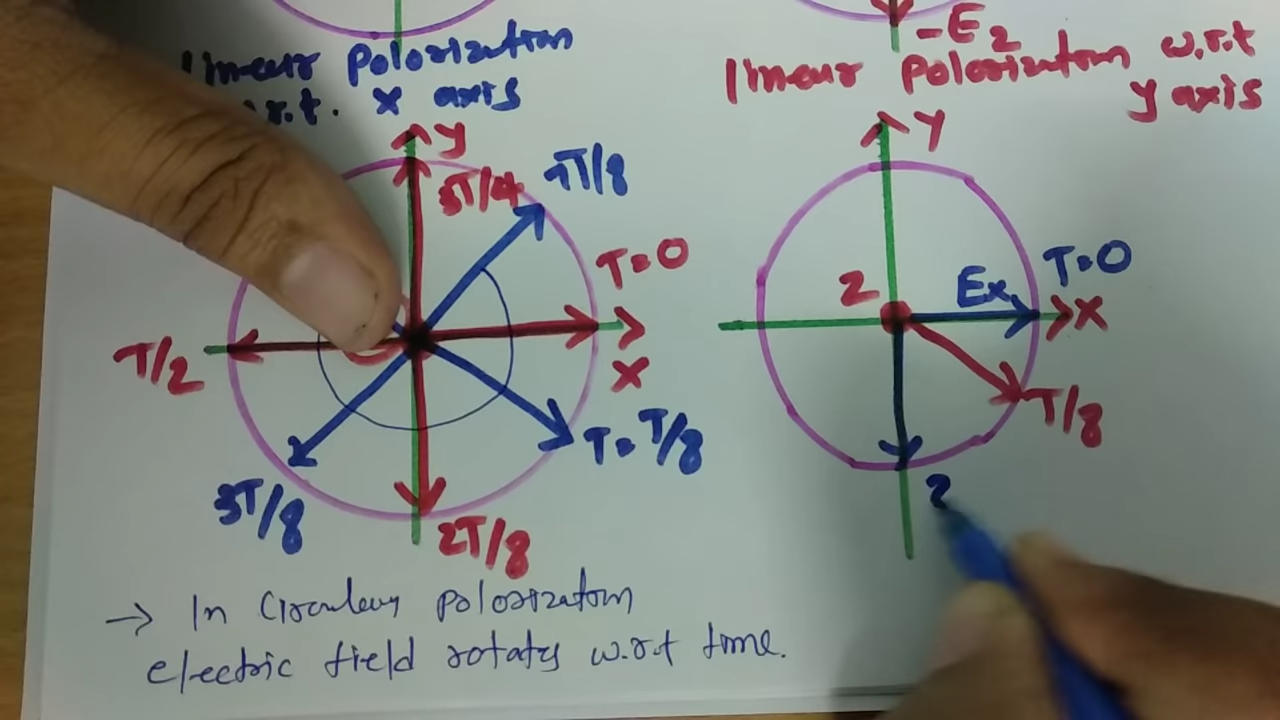 -E2
linear polarization
w.r.t. x axis
linear polarization w.r.t
y axis
y
3T/4
7T/8
T=0
x
T/2
T=T/8
3T/8
2T/8
y
z
Ex
T=0
x
T/8
2
→ In Circular polarization
electric field rotates w.r.t time.